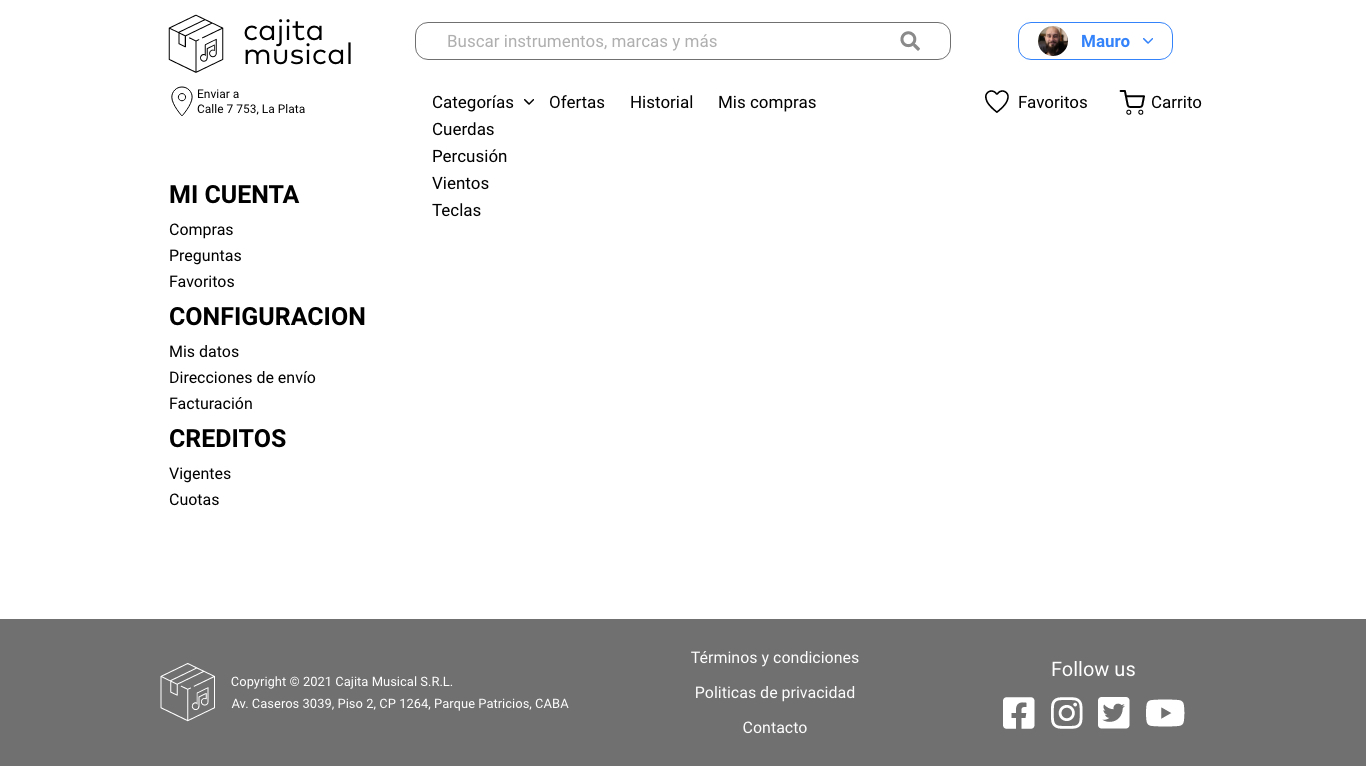 cajita
musical
Buscar instrumentos, marcas y más
Mauro
Enviar a
Calle 7 753, La Plata
Categorías Ofertas Historial Mis compras
Favoritos Carrito
Cuerdas
Percusión
Vientos
Teclas
MI CUENTA
Compras
Preguntas
Favoritos
CONFIGURACION
Mis datos
Direcciones de envío
Facturación
CREDITOS
Vigentes
Cuotas
Copyright © 2021 Cajita Musical S.R.L.
Av. Caseros 3039, Piso 2, CP 1264, Parque Patricios, CABA
Términos y condiciones
Politicas de privacidad
Contacto
Follow us